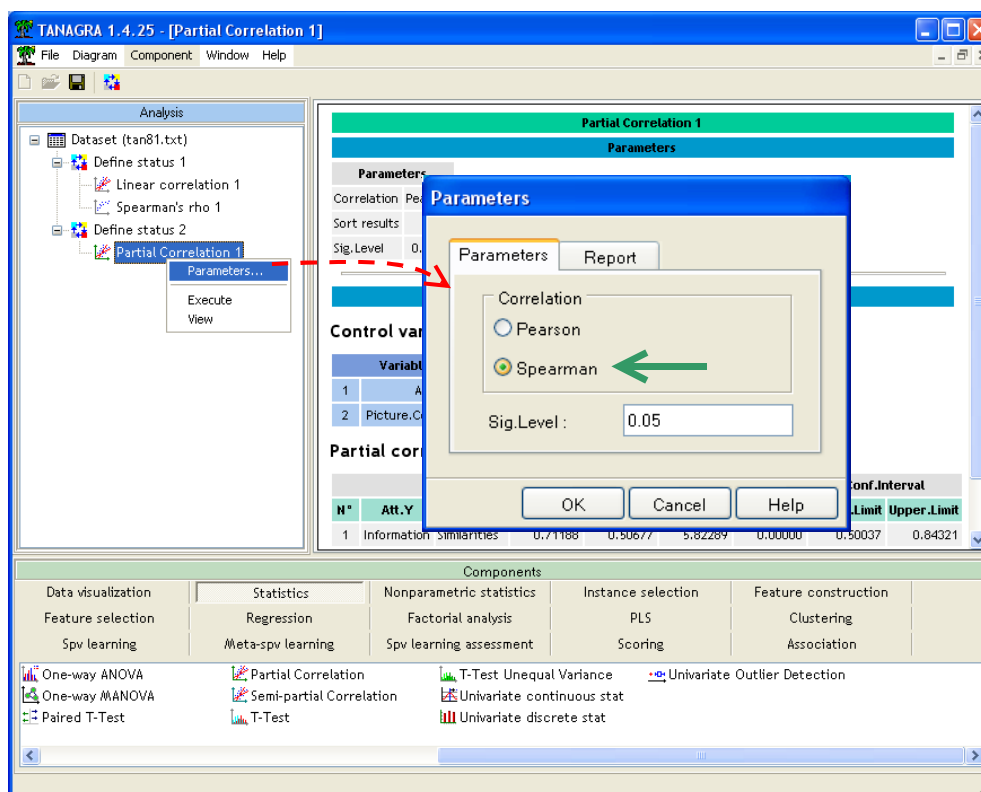 TANAGRA 1.4.25 - [Partial Correlation 1]
File Diagram Component Window Help
Analysis
Dataset (tan81.txt)
Define status 1
Linear correlation 1
Spearman's rho 1
Define status 2
Partial Correlation 1
Parameters...
Execute
View
Partial Correlation 1
Parameters
Parameters
Correlation
Sort results
Sig.Level 0.
Control
Variabl
1 A
2 Picture.C
Partial
Conf.Interval
N° Att.Y Limit Upper.Limit
1 Information Similarities 0.71188 0.50677 5.82289 0.00000 0.50037 0.84321
Parameters
Parameters Report
Correlation
Pearson
Spearman
Sig.Level : 0.05
OK Cancel Help
Components
Data visualization Statistics Nonparametric statistics Instance selection Feature construction
Feature selection Regression Factorial analysis PLS Clustering
Spv learning Meta-spv learning Spv learning assessment Scoring Association
One-way ANOVA Partial Correlation T-Test Unequal Variance Univariate Outlier Detection
One-way MANOVA Semi-partial Correlation Univariate continuous stat
Paired T-Test T-Test Univariate discrete stat